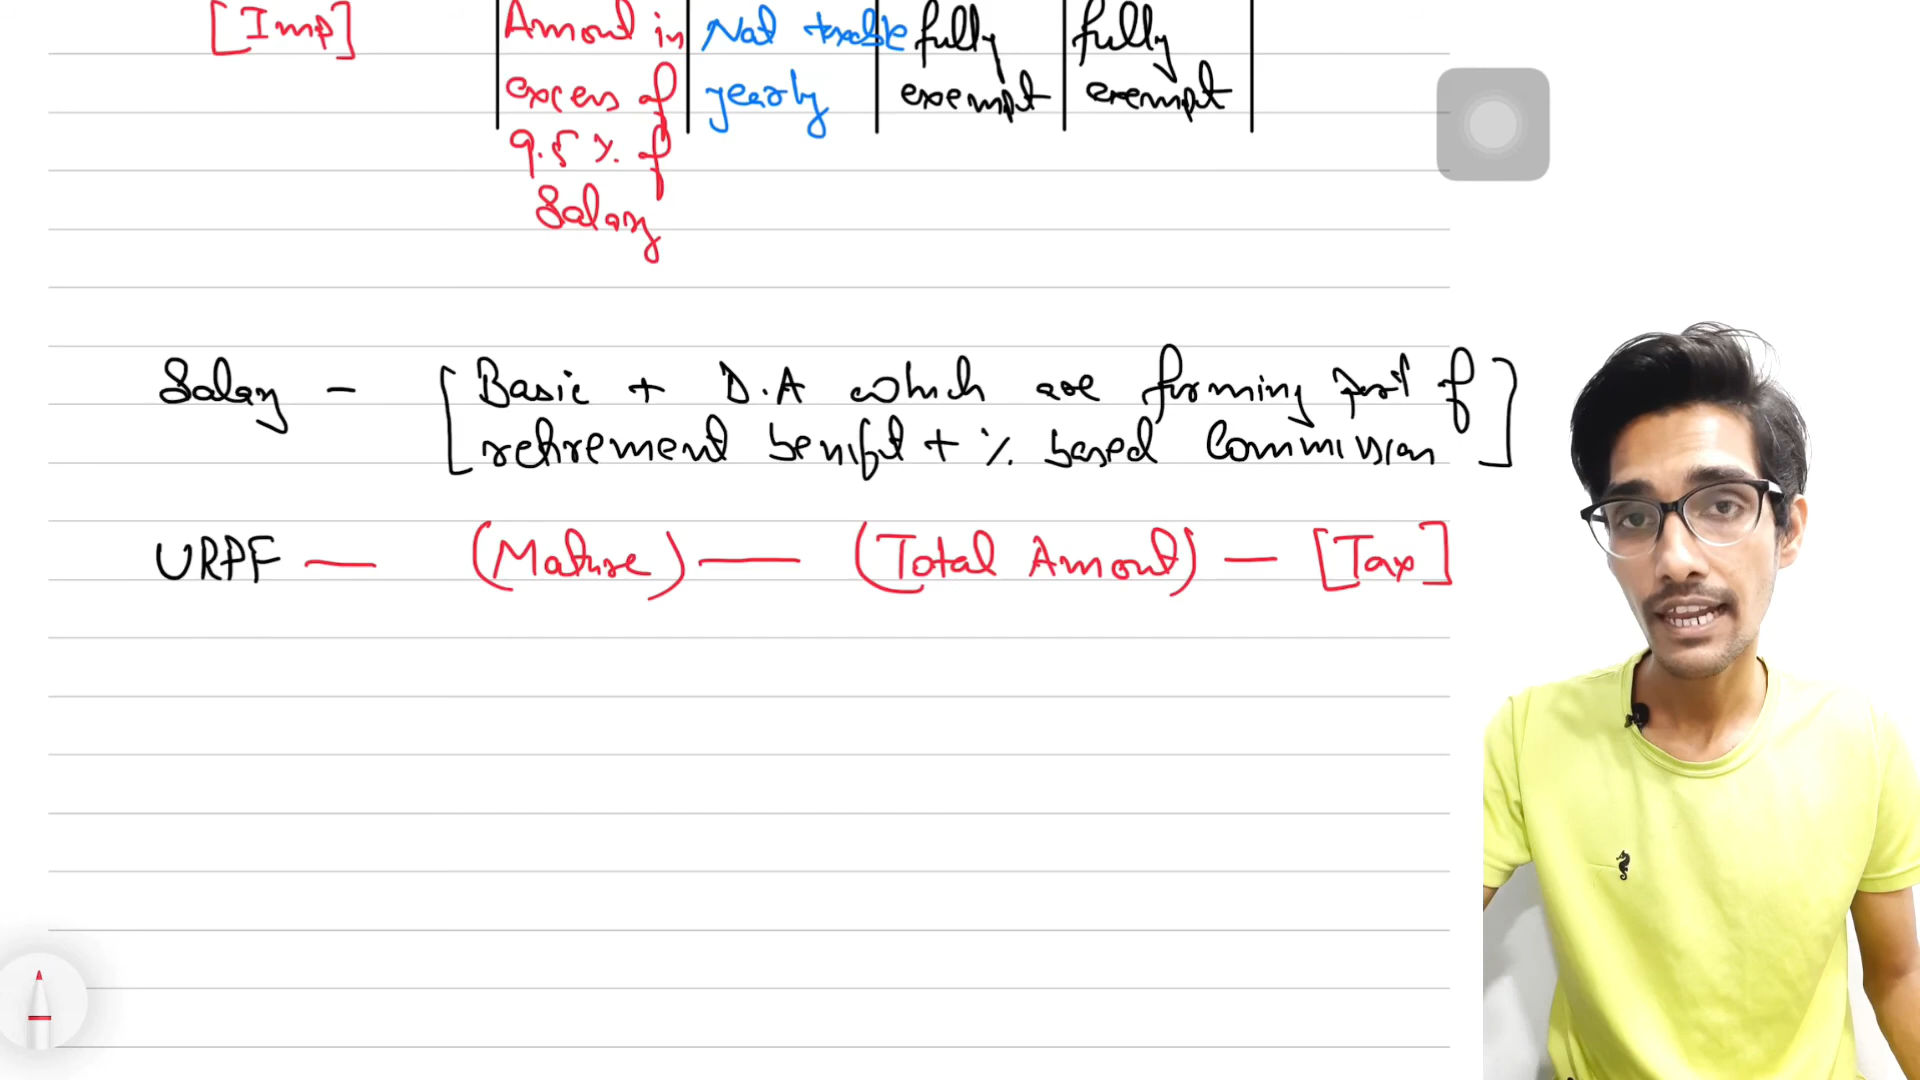 [Imp]
Amount in
excess of
9.5 % of
Salary
Not taxable
yearly
fully
exempt
fully
exempt
Salary - [Basic + D.A which are forming part of
retirement benifit + % based Commission]
URPF — (Mature) — (Total Amount) — [Tax]